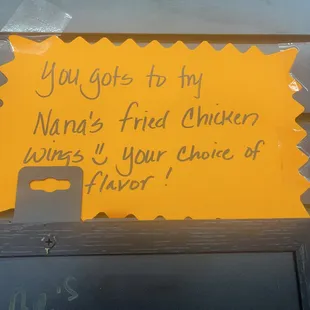 You gots to try
Nana's fried Chicken
wings Your choice of
flavor!